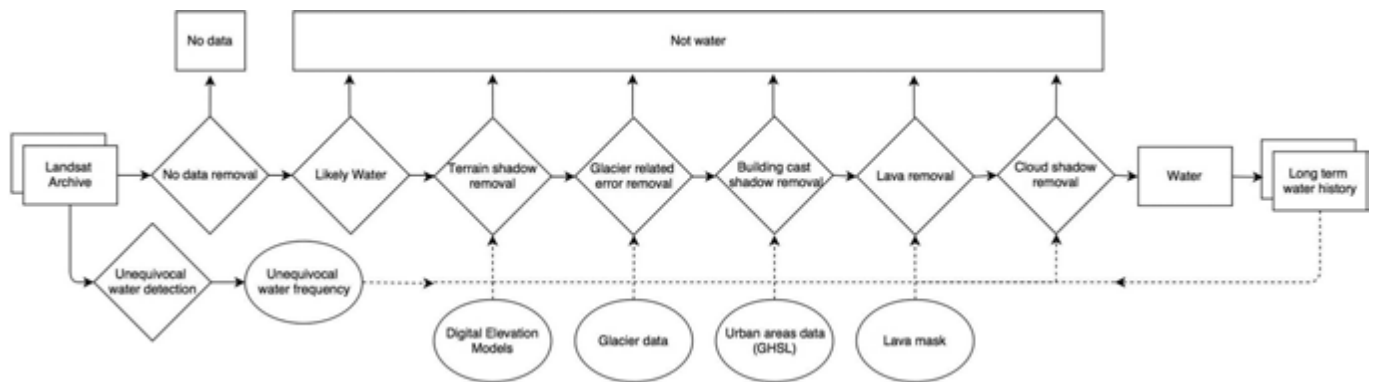 No data
Not water
Landsat
Archive
No data removal
Likely Water
Terrain shadow
removal
Glacier related
error removal
Building cast
shadow removal
Lava removal
Cloud shadow
removal
Water
Long term
water history
Unequivocal
water detection
Unequivocal
water frequency
Digital Elevation
Models
Glacier data
Urban areas data
(GHSL)
Lava mask